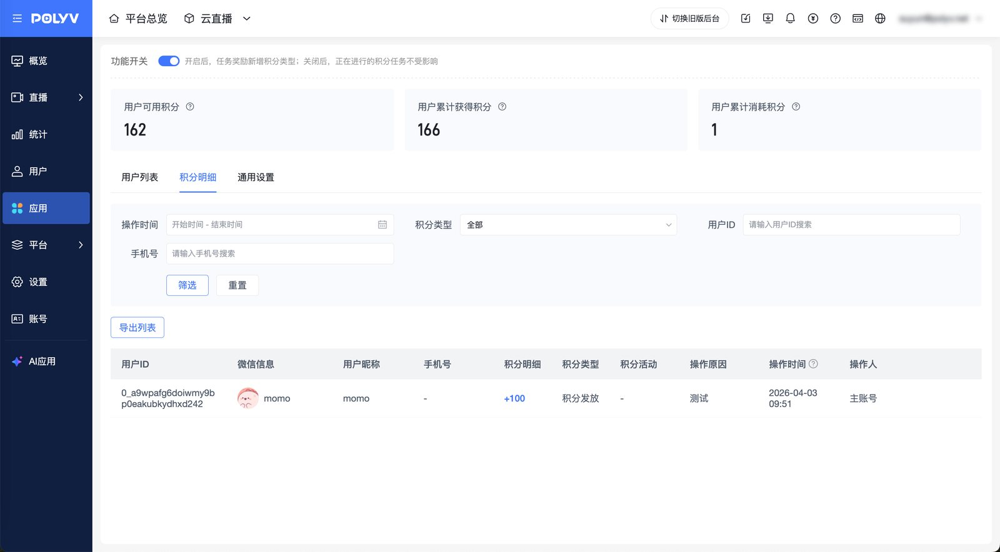 POLYV
平台总览
云直播
切换旧版后台
概览
直播
统计
用户
应用
平台
设置
账号
AI应用
功能开关
开启后，任务奖励新增积分类型；关闭后，正在进行的积分任务不受影响
用户可用积分
162
用户累计获得积分
166
用户累计消耗积分
1
用户列表
积分明细
通用设置
操作时间
开始时间 - 结束时间
积分类型
全部
用户ID
请输入用户ID搜索
手机号
请输入手机号搜索
筛选
重置
导出列表
用户ID
微信信息
用户昵称
手机号
积分明细
积分类型
积分活动
操作原因
操作时间
操作人
0_a9wpafg6doiwmy9b
p0eakubkydhxd242
momo
momo
-
+100
积分发放
-
测试
2026-04-03
09:51
主账号